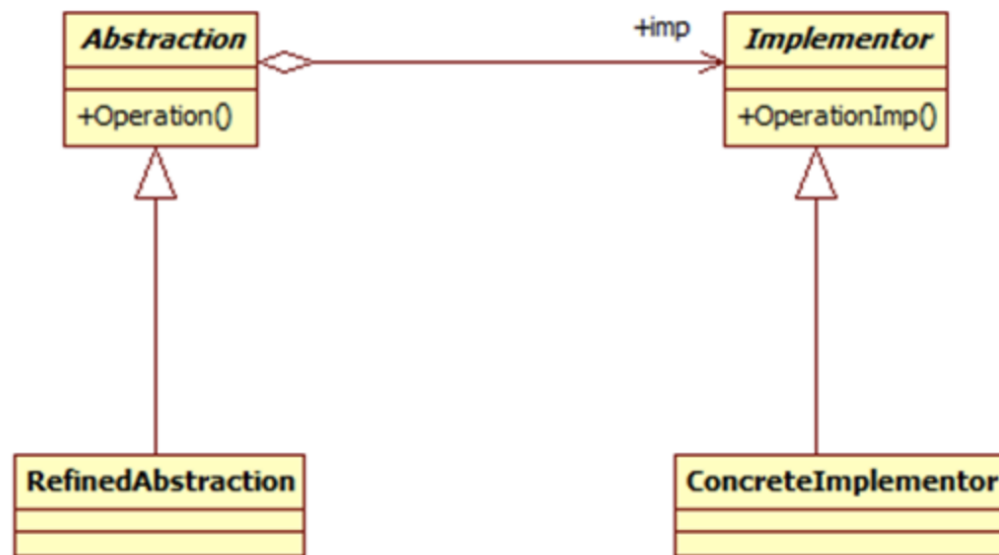 Abstraction
+imp
Implementor
+Operation()
+OperationImp()
RefinedAbstraction
ConcreteImplementor